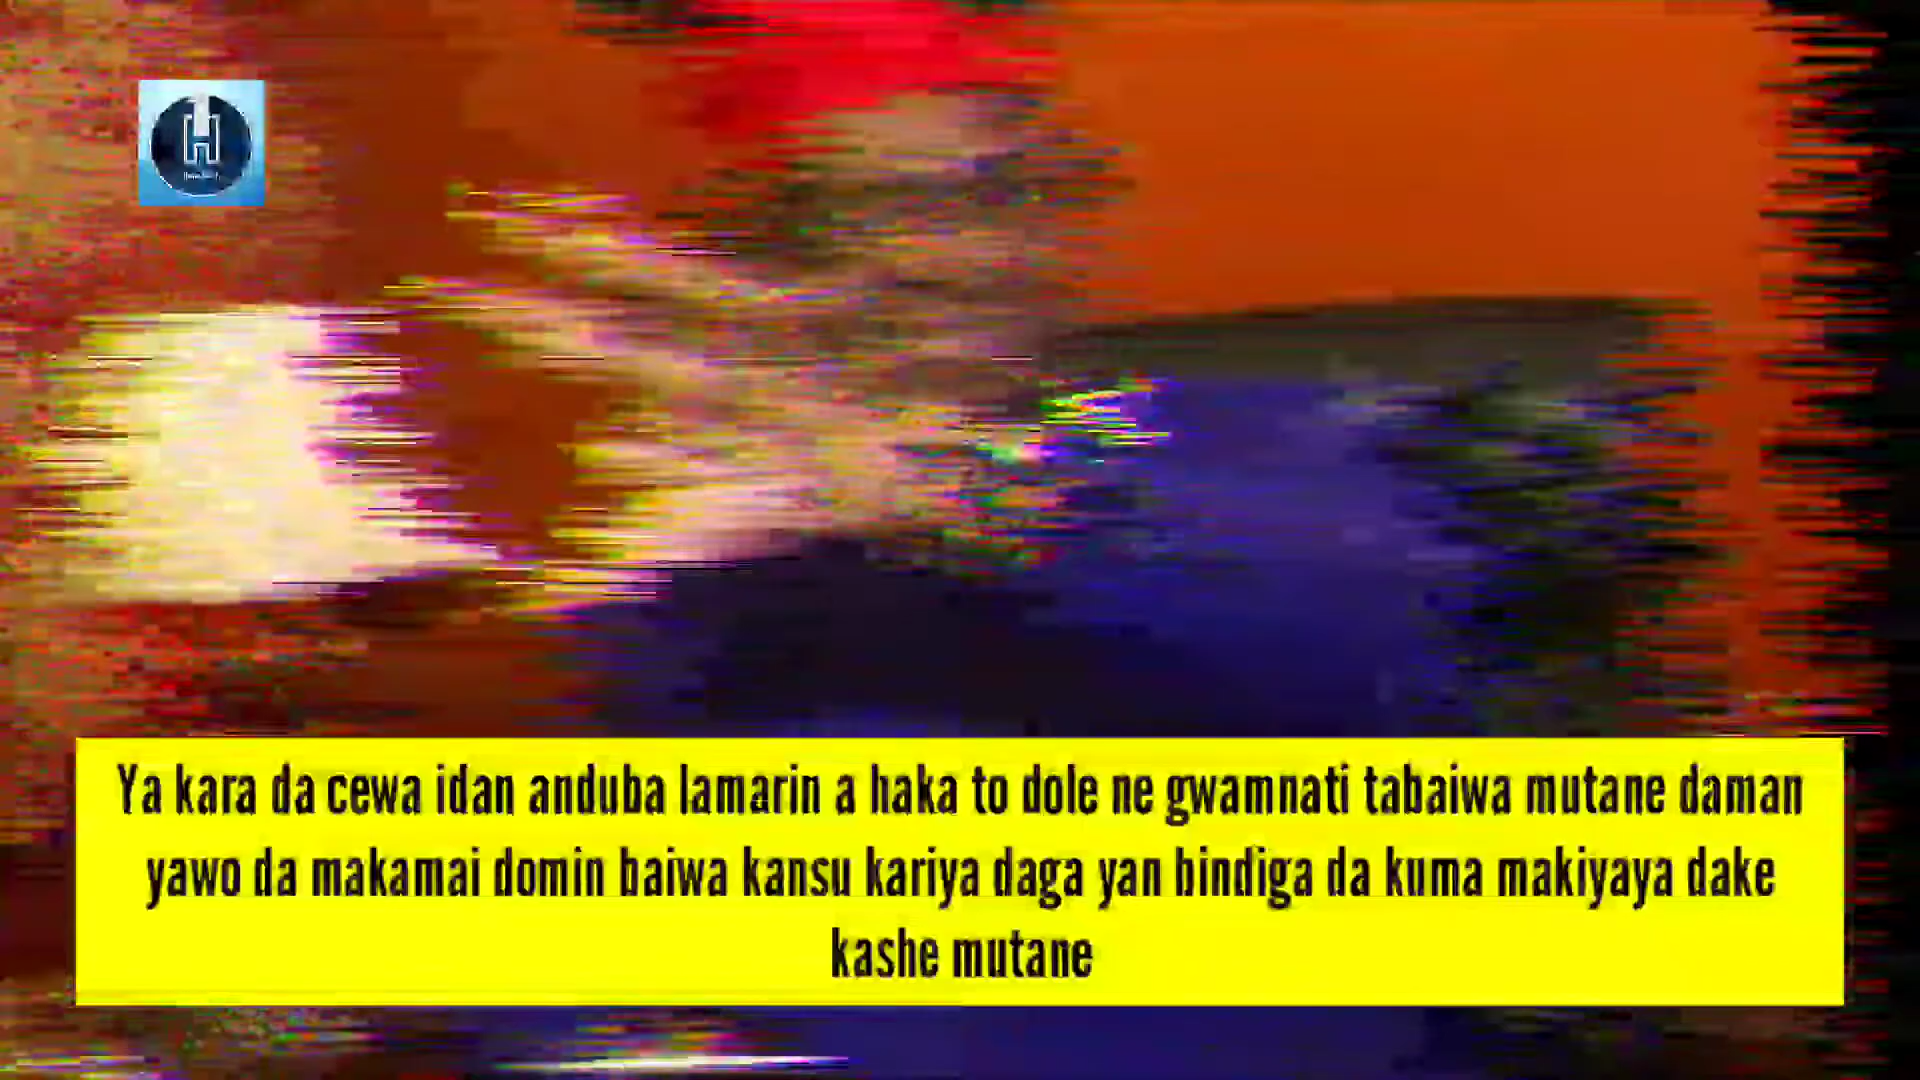 H
Ya kara da cewa idan anduba lamarin a haka to dole ne gwamnati tabaiwa mutane daman
yawo da makamai domin baiwa kansu kariya daga yan bindiga da kuma makiyaya dake
kashe mutane